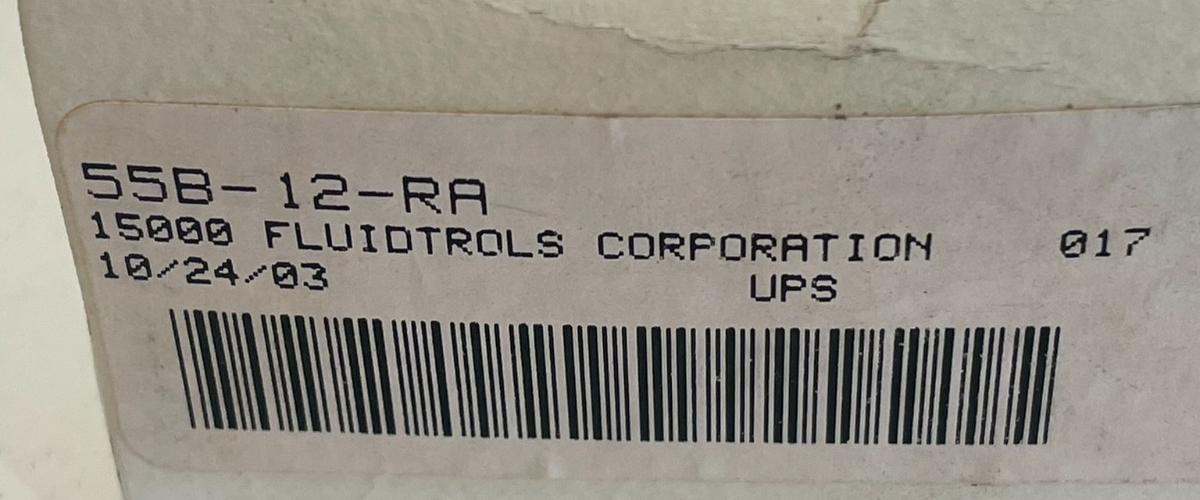 55B-12-RA
15000 FLUIDTROLS CORPORATION 017
10/24/03 UPS